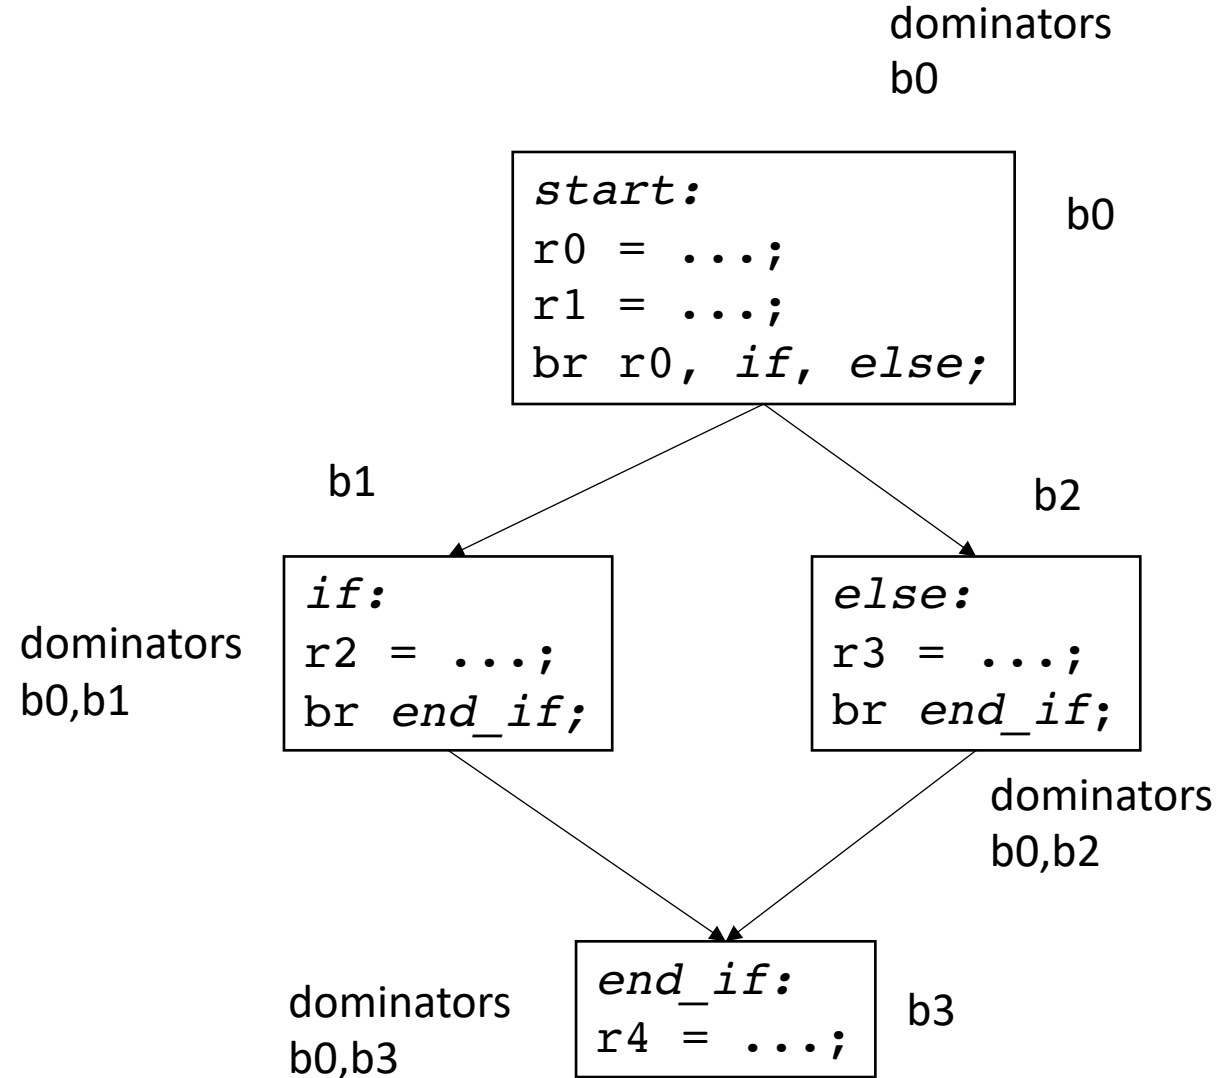 dominators
b0
start:
r0 = ...;
r1 = ...;
br r0, if, else;
b0
b1
b2
if:
r2 = ...;
br end_if;
dominators
b0,b1
else:
r3 = ...;
br end_if;
dominators
b0,b2
end_if:
r4 = ...;
b3
dominators
b0,b3